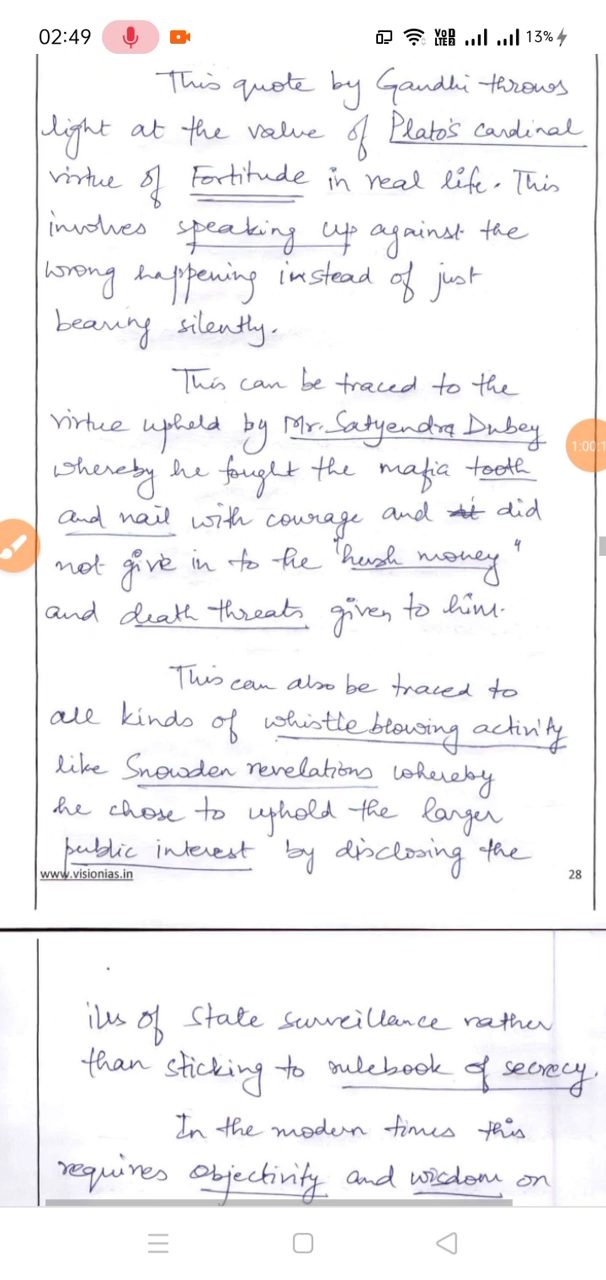 02:49
VoD LTE2
13%
This quote by Gandhi throws
light at the value of Plato's cardinal
virtue of Fortitude in real life. This
involves speaking up against the
wrong happening instead of just
bearing silently.
This can be traced to the
virtue upheld by Mr. Satyendra Dubey
whereby he fought the mafia tooth
and nail with courage and did
not give in to the "hush money"
and death threats given to him.
1:00:1
This can also be traced to
all kinds of whistle blowing activity
like Snowden revelations whereby
he chose to uphold the larger
public interest by disclosing the
www.visionias.in
28
ills of State surveillance rather
than sticking to rulebook of secrecy.
In the modern times this
requires objectivity and wisdom on